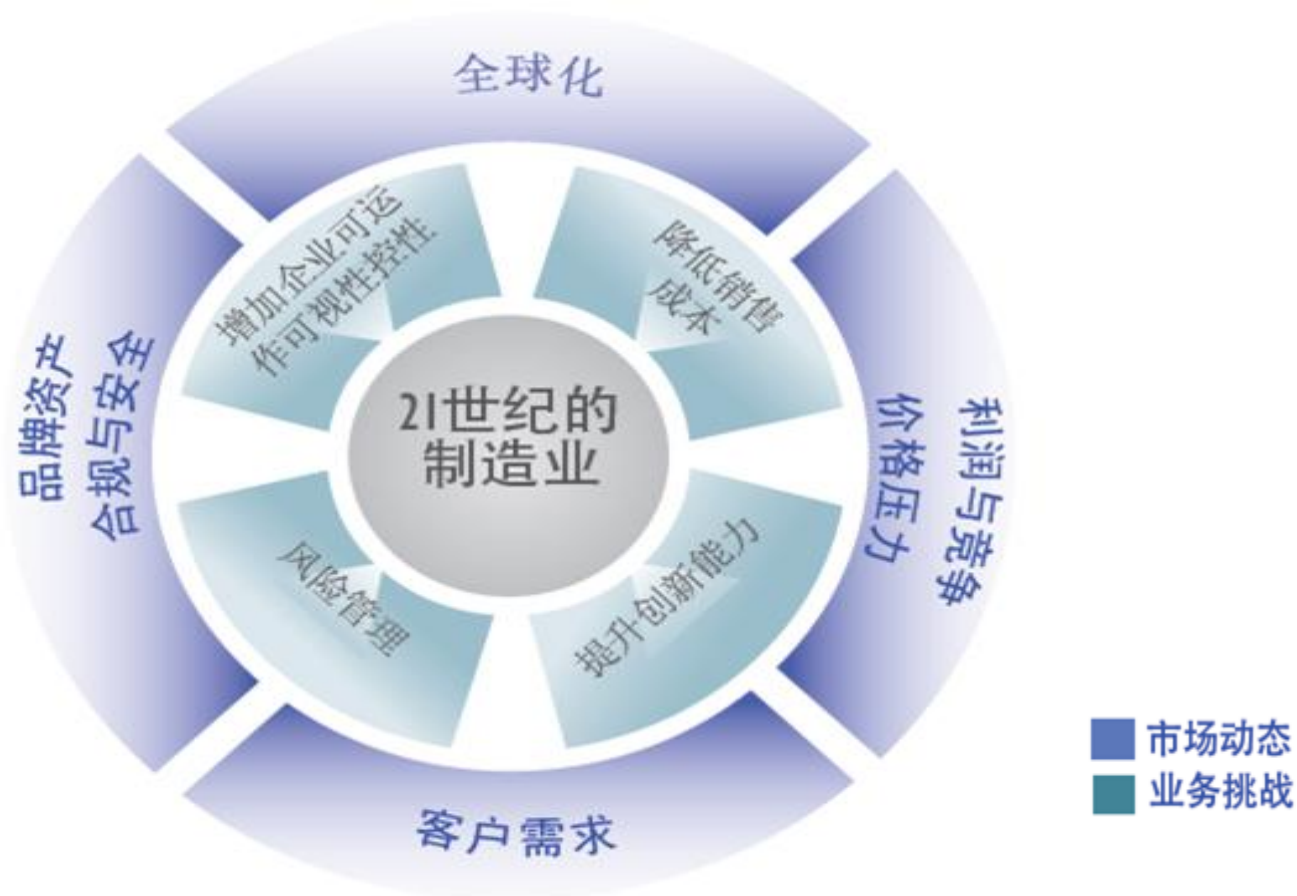 全球化
增加企业可运
作可视性控性
降低销售
成本
品牌资产
合规与安全
21世纪的
制造业
价格压力
利润与竞争
风险管理
提升创新能力
客户需求
市场动态
业务挑战